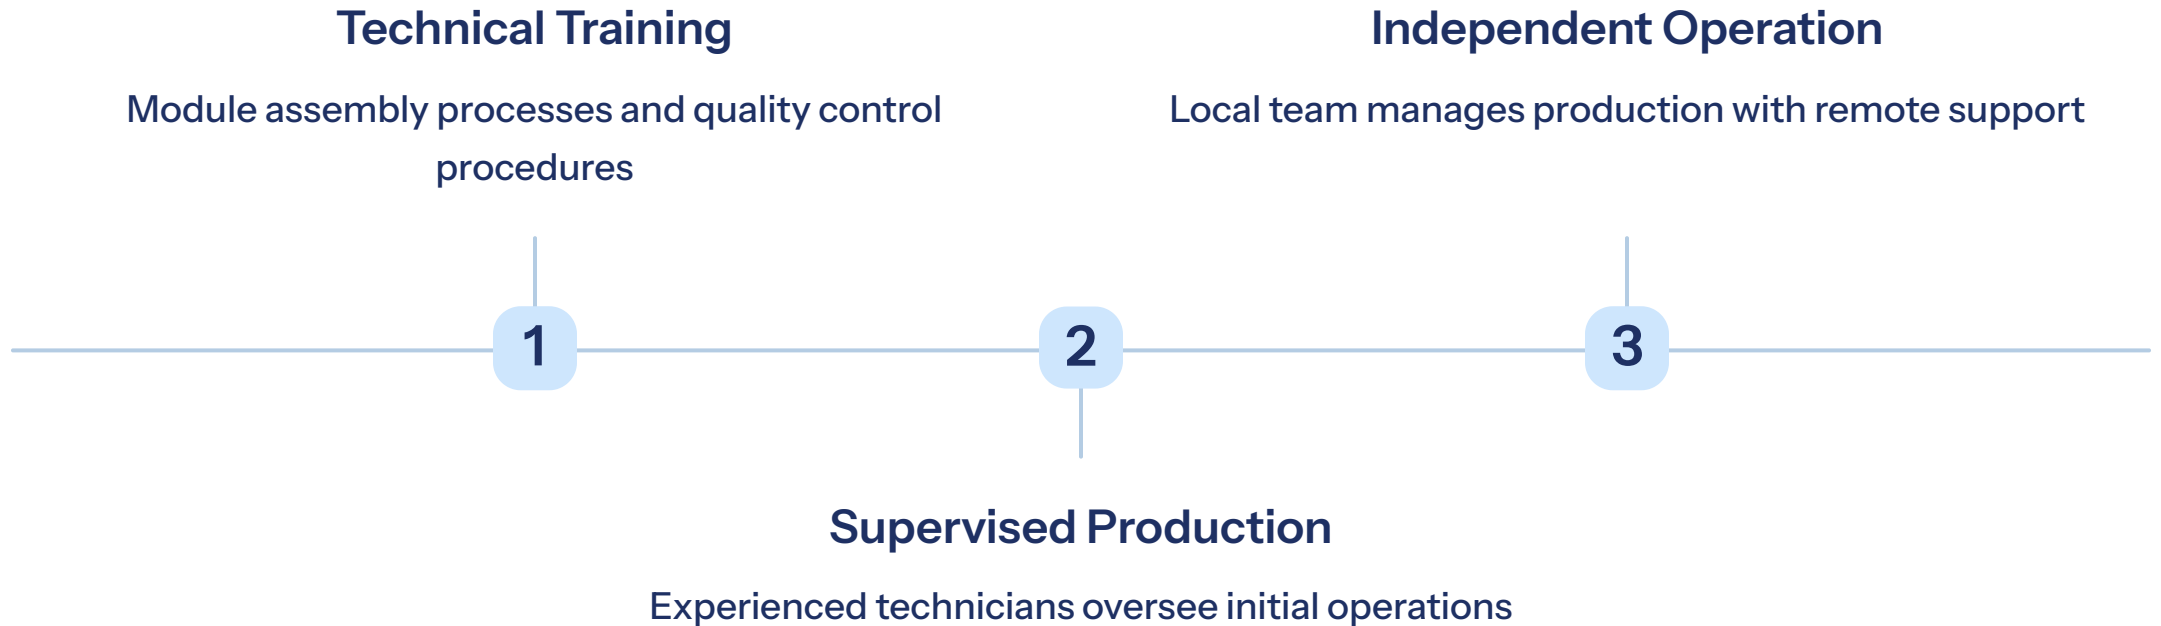 Technical Training
Module assembly processes and quality control
procedures
Independent Operation
Local team manages production with remote support
1
2
3
Supervised Production
Experienced technicians oversee initial operations